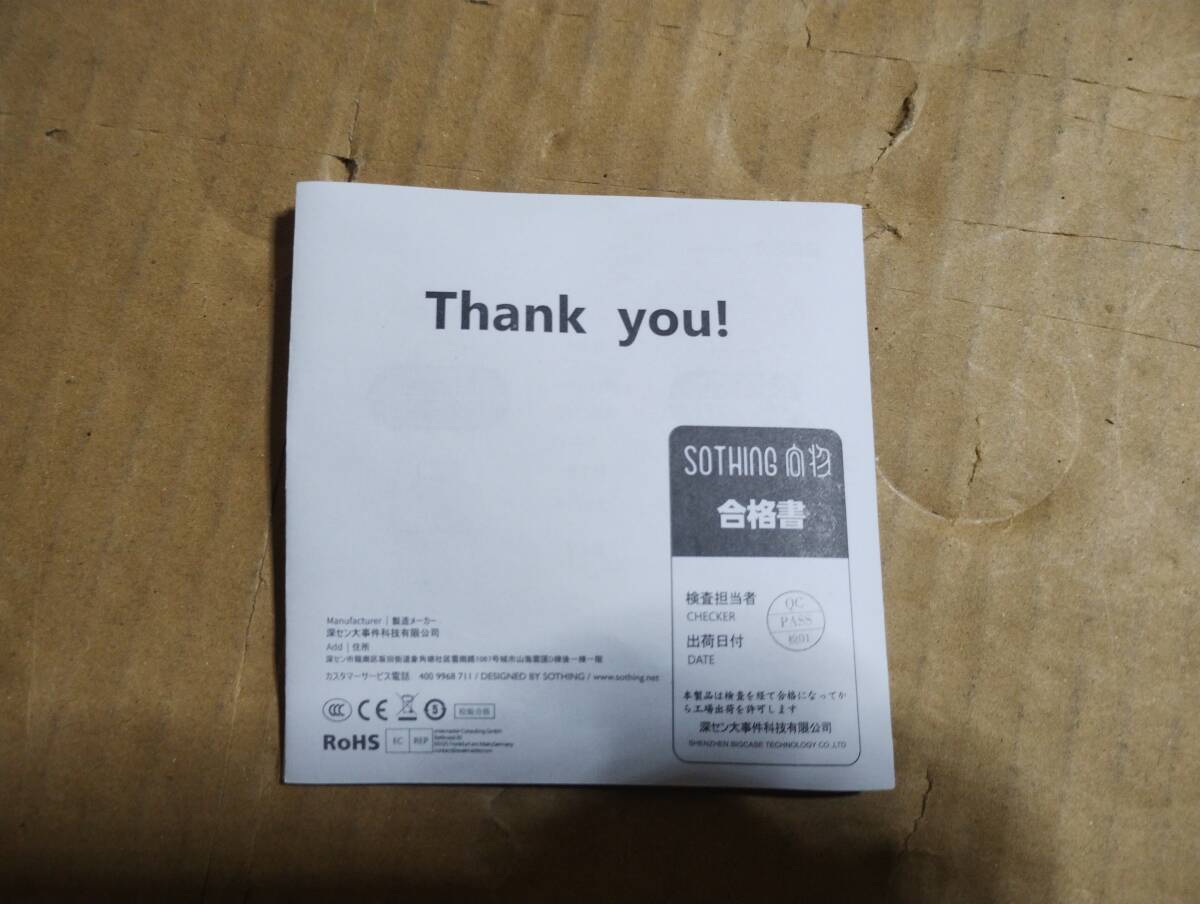 Thank you!
SOTHING 向物
合格書
検査担当者
CHECKER
QC
PASS
出荷日付
DATE
本製品は検査を経て合格になってか
ら工場出荷を許可します
深セン大事件科技有限公司
SHENZHEN BIGCASE TECHNOLOGY CO.,LTD
Manufacturer | 製造メーカー
深セン大事件科技有限公司
Add | 住所
カスタマーサービス電話 400 9968 711 / DESIGNED BY SOTHING / www.sothing.net
CCC CE 5
RoHS EC REP